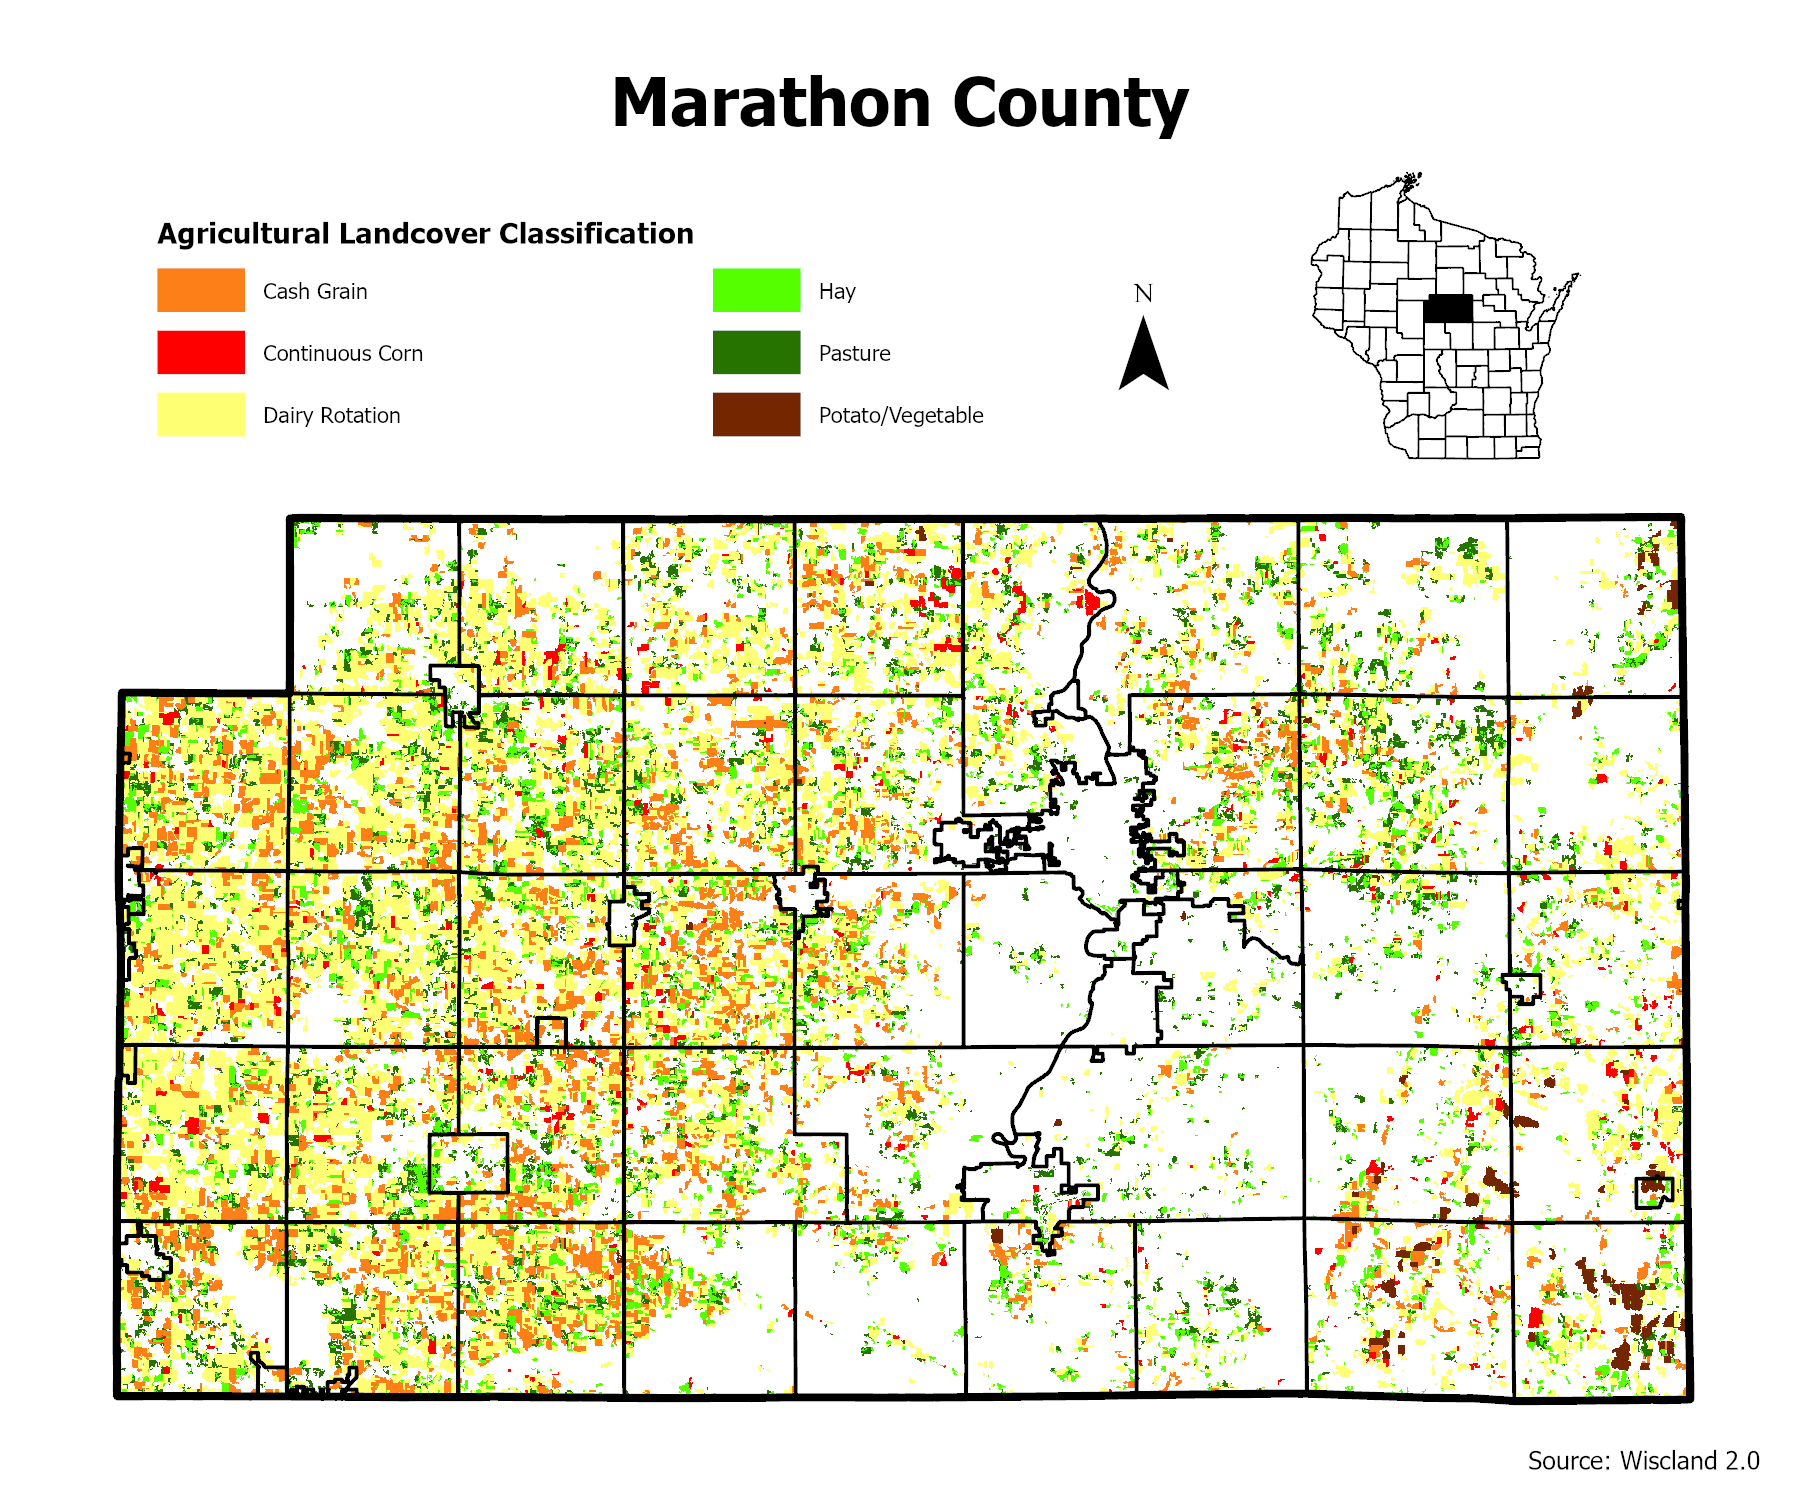 Marathon County
Agricultural Landcover Classification
Cash Grain
Hay
Continuous Corn
Pasture
Dairy Rotation
Potato/Vegetable
N
Source: Wiscland 2.0